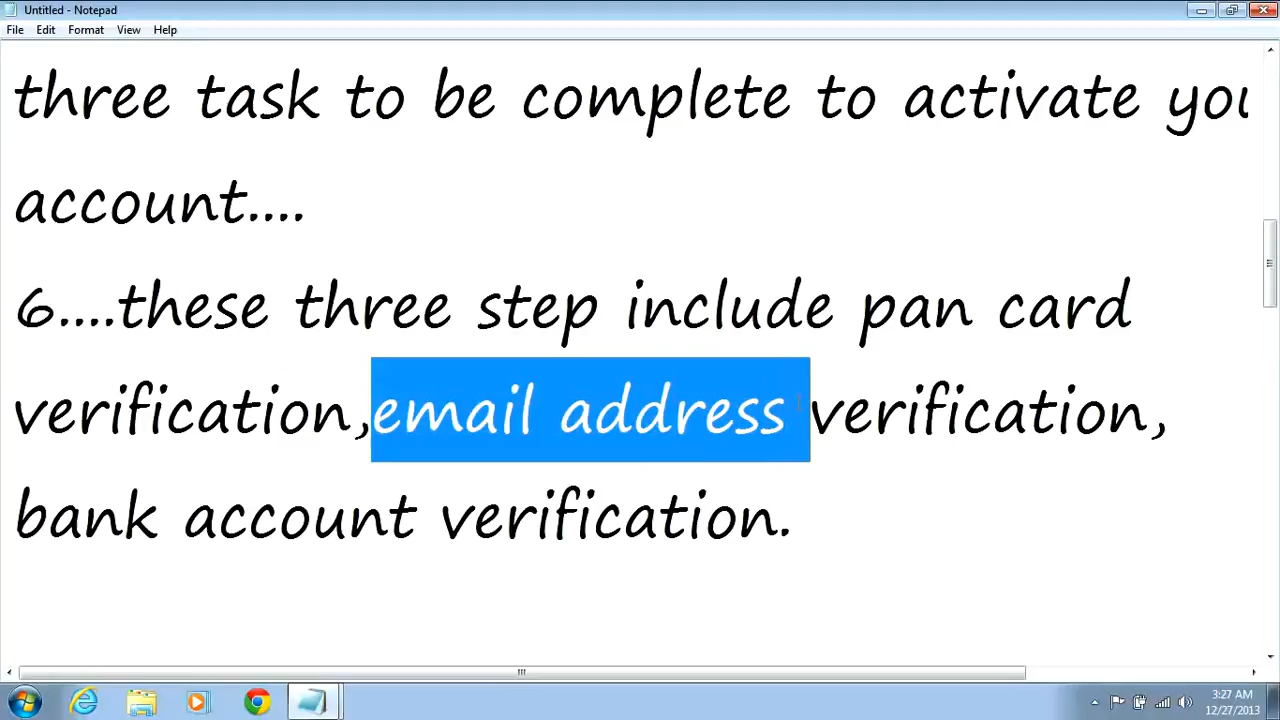 Untitled - Notepad
File Edit Format View Help
three task to be complete to activate you
account....
6....these three step include pan card
verification,email address verification,
bank account verification.
3:27 AM
12/27/2013